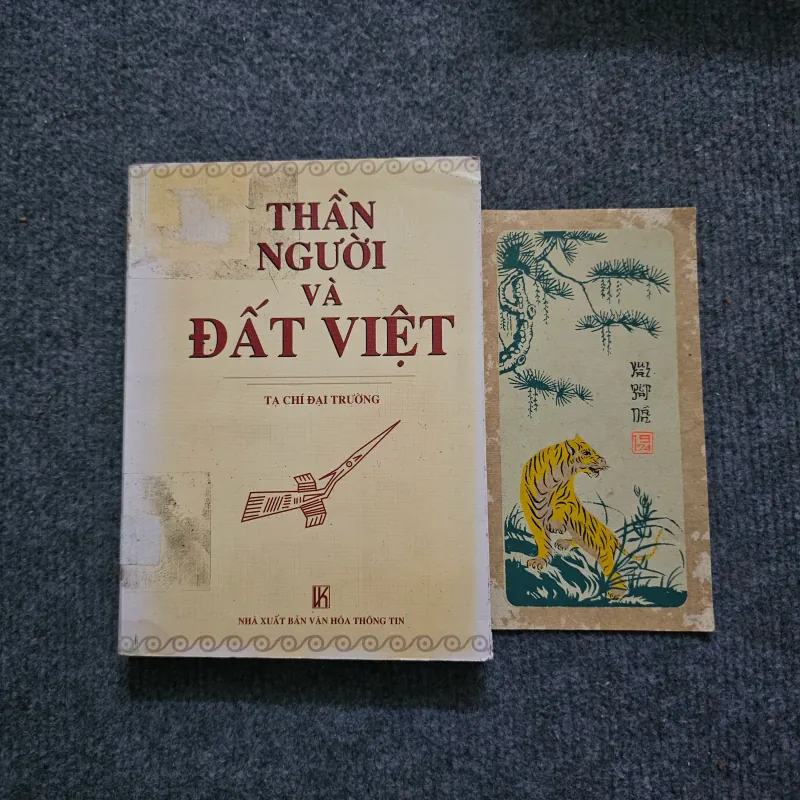 THẦN
NGƯỜI
VÀ
ĐẤT VIỆT
TẠ CHÍ ĐẠI TRƯỜNG
NHÀ XUẤT BẢN VĂN HÓA THÔNG TIN